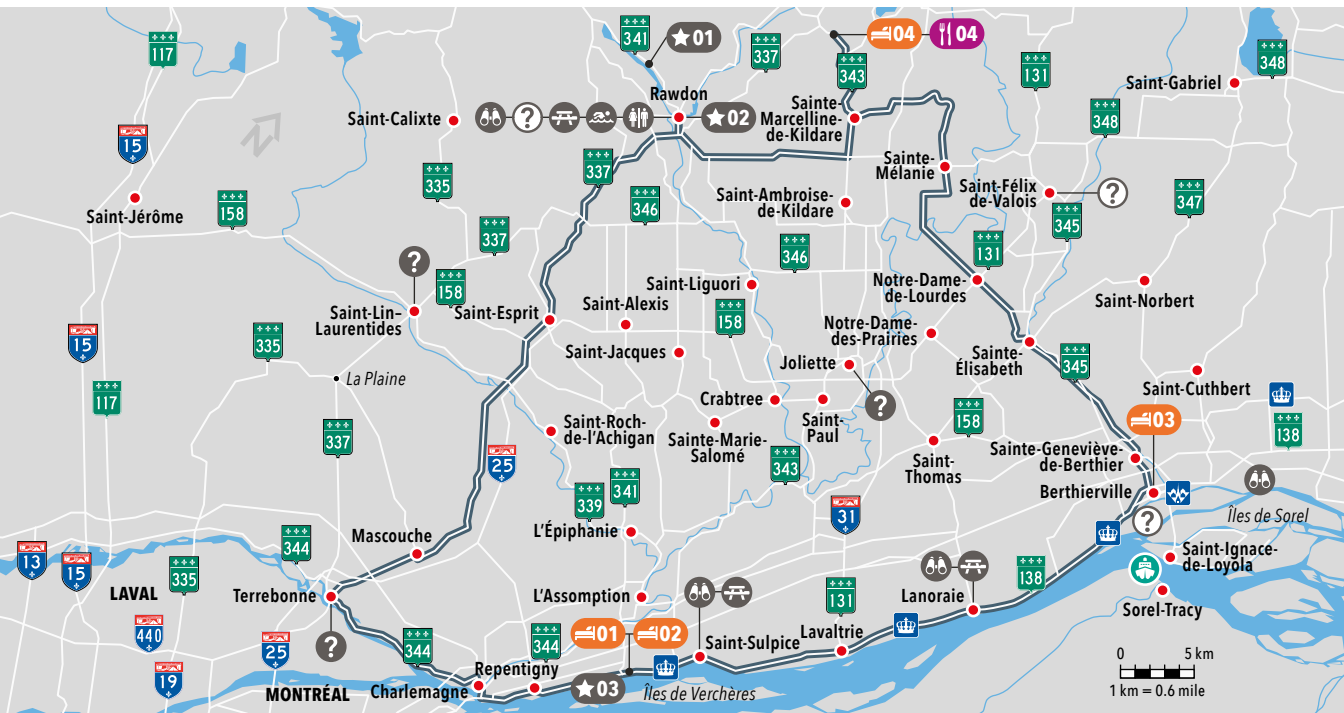 117
341
01
337
04
04
343
131
Saint-Gabriel
348
Rawdon
Saint-Calixte
?
02
Sainte-
Marcelline-
de-Kildare
348
15
337
335
Sainte-
Mélanie
Saint-Félix
de-Valois
?
347
Saint-Jérôme
158
346
Saint-Ambroise-
de-Kildare
345
337
346
131
?
158
Saint-Liguori
Notre-Dame-
de-Lourdes
Saint-Norbert
Saint-Lin–
Laurentides
Saint-Esprit
Saint-Alexis
158
Notre-Dame-
des-Prairies
15
335
Saint-Jacques
Joliette
Sainte-
Élisabeth
345
La Plaine
Saint-Cuthbert
117
Crabtree
?
Saint-
Paul
03
138
337
Saint-Roch-
de-l'Achigan
Sainte-Marie-
Salomé
158
Saint-
Thomas
Sainte-Geneviève-
de-Berthier
25
343
339
341
31
Berthierville
Îles de Sorel
344
Mascouche
L'Épiphanie
?
13
15
335
Saint-Ignace-
de-Loyola
LAVAL
Terrebonne
L'Assomption
131
Lanoraie
138
Sorel-Tracy
440
?
01
02
Saint-Sulpice
Lavaltrie
25
344
344
19
Repentigny
0 5 km
1 km = 0.6 mile
MONTRÉAL
Charlemagne
03
Îles de Verchères